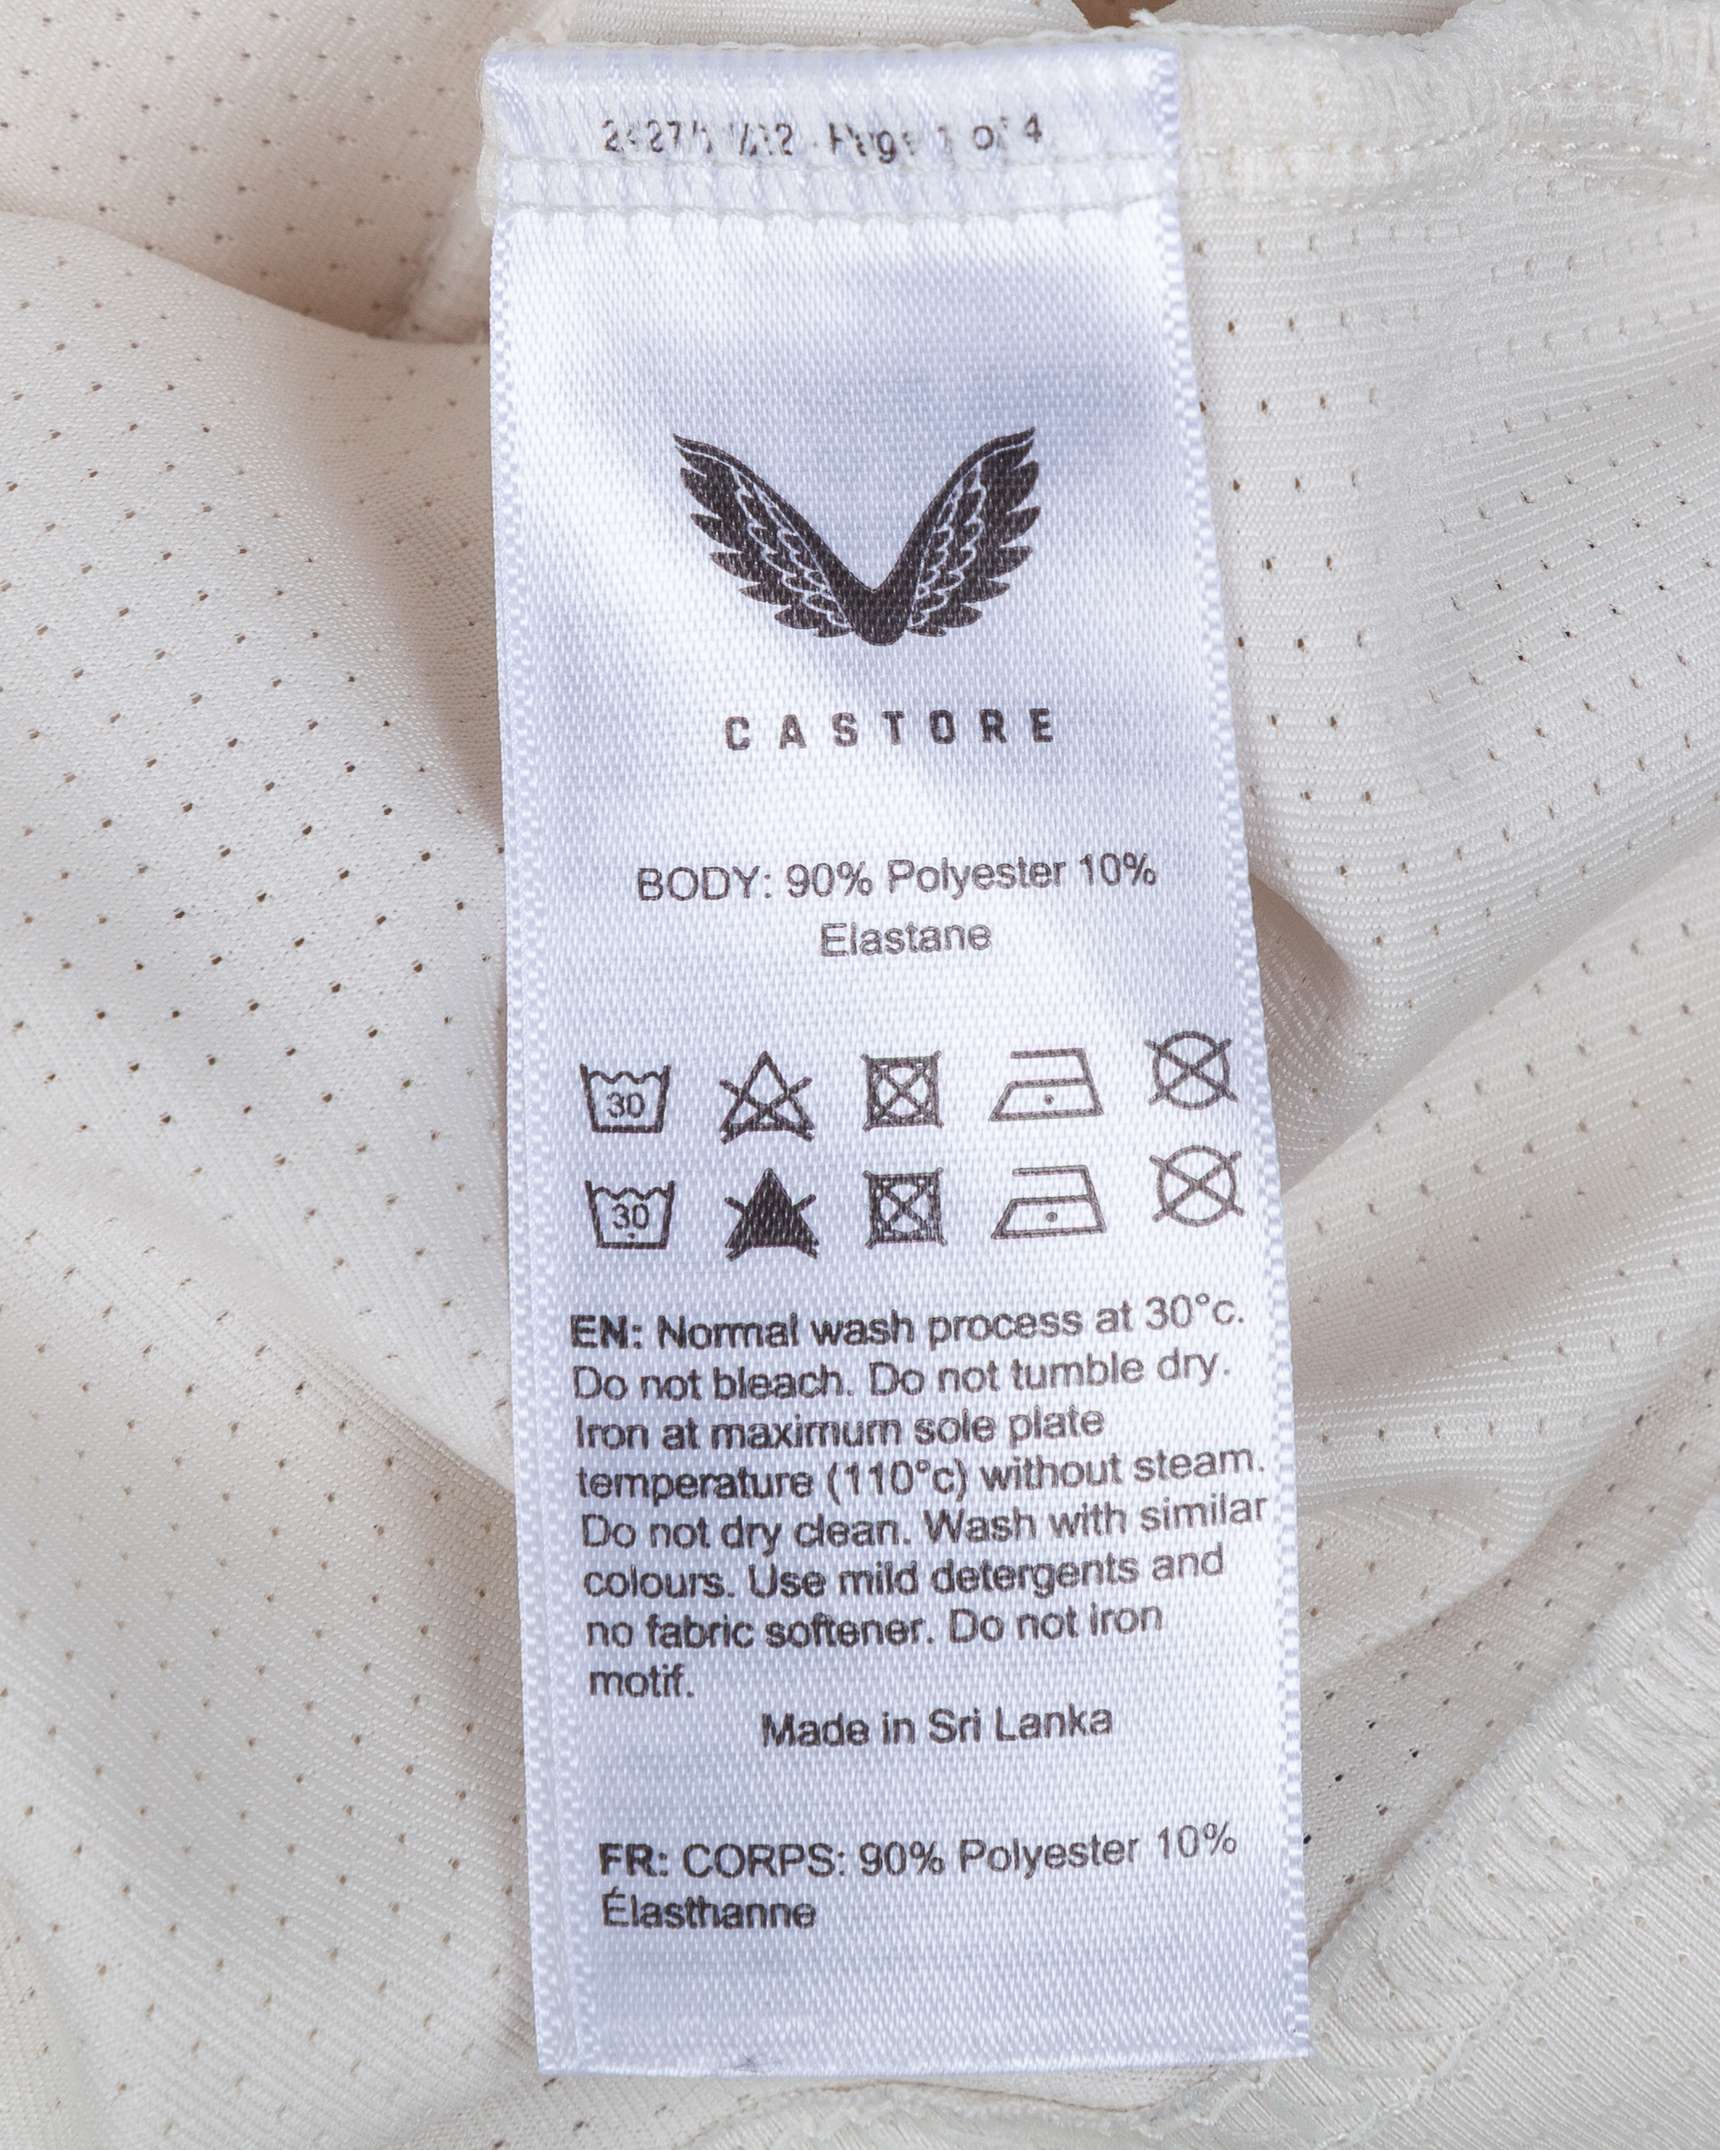 of 4
CASTORE
BODY: 90% Polyester 10%
Elastane
30
30
EN: Normal wash process at 30°c.
Do not bleach. Do not tumble dry.
Iron at maximum sole plate
temperature (110°c) without steam.
Do not dry clean. Wash with similar
colours. Use mild detergents and
no fabric softener. Do not iron
motif.
Made in Sri Lanka
FR: CORPS: 90% Polyester 10%
Élasthanne